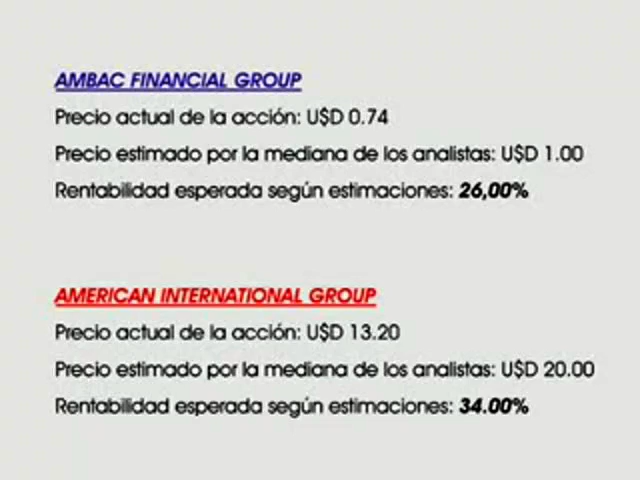 AMBAC FINANCIAL GROUP
Precio actual de la acción: U$D 0.74
Precio estimado por la mediana de los analistas: U$D 1.00
Rentabilidad esperada según estimaciones: 26,00%
AMERICAN INTERNATIONAL GROUP
Precio actual de la acción: U$D 13.20
Precio estimado por la mediana de los analistas: U$D 20.00
Rentabilidad esperada según estimaciones: 34.00%